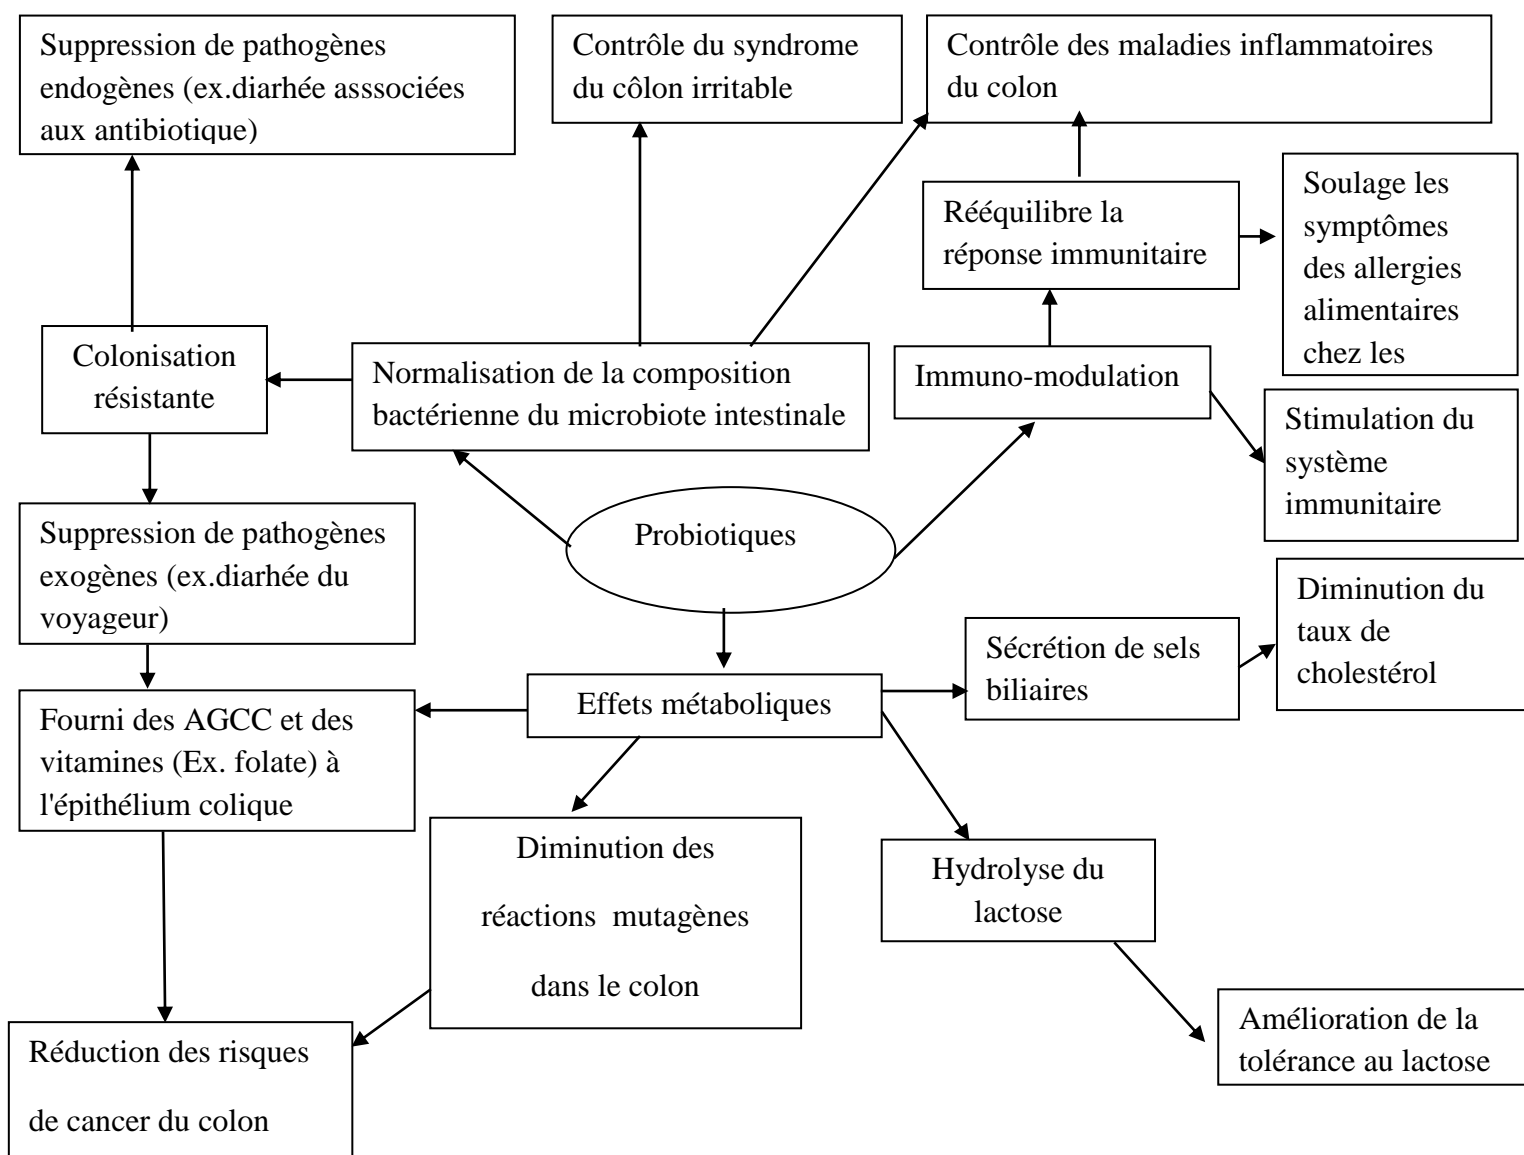 Suppression de pathogènes
endogènes (ex.diarhée asssociées
aux antibiotique)
Contrôle du syndrome
du côlon irritable
Contrôle des maladies inflammatoires
du colon
Rééquilibre la
réponse immunitaire
Soulage les
symptômes
des allergies
alimentaires
chez les
Colonisation
résistante
Normalisation de la composition
bactérienne du microbiote intestinale
Immuno-modulation
Stimulation du
système
immunitaire
Suppression de pathogènes
exogènes (ex.diarhée du
voyageur)
Probiotiques
Diminution du
taux de
cholestérol
Sécrétion de sels
biliaires
Effets métaboliques
Fourni des AGCC et des
vitamines (Ex. folate) à
l'épithélium colique
Diminution des
réactions mutagènes
dans le colon
Hydrolyse du
lactose
Amélioration de la
tolérance au lactose
Réduction des risques
de cancer du colon